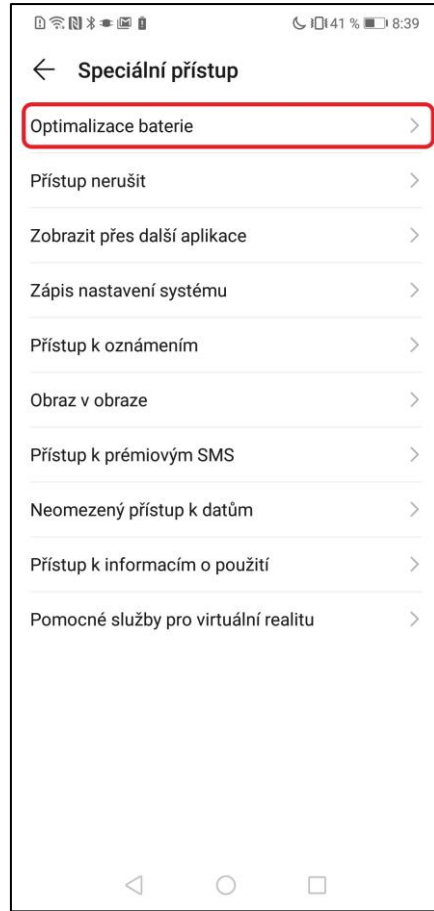 41 % 8:39
Speciální přístup
Optimalizace baterie
Přístup nerušit
Zobrazit přes další aplikace
Zápis nastavení systému
Přístup k oznámením
Obraz v obraze
Přístup k prémiovým SMS
Neomezený přístup k datům
Přístup k informacím o použití
Pomocné služby pro virtuální realitu